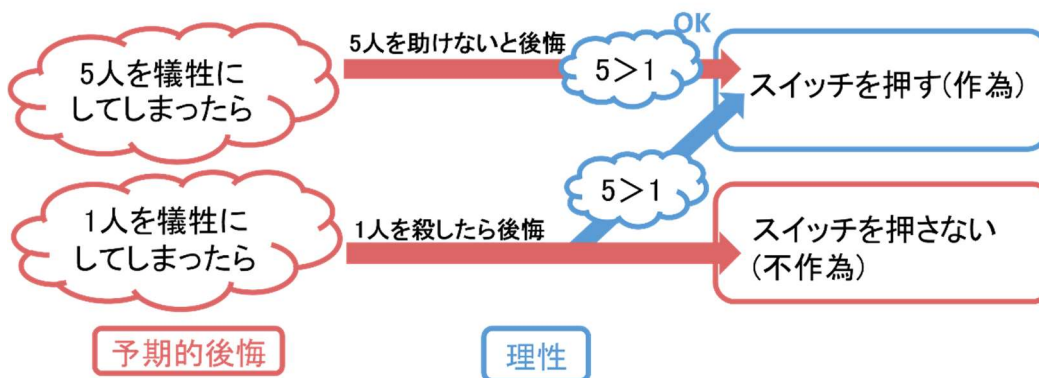 5人を犠牲に
してしまったら
5人を助けないと後悔
5>1
OK
スイッチを押す(作為)
1人を犠牲に
してしまったら
1人を殺したら後悔
5>1
スイッチを押さない
(不作為)
予期的後悔
理性